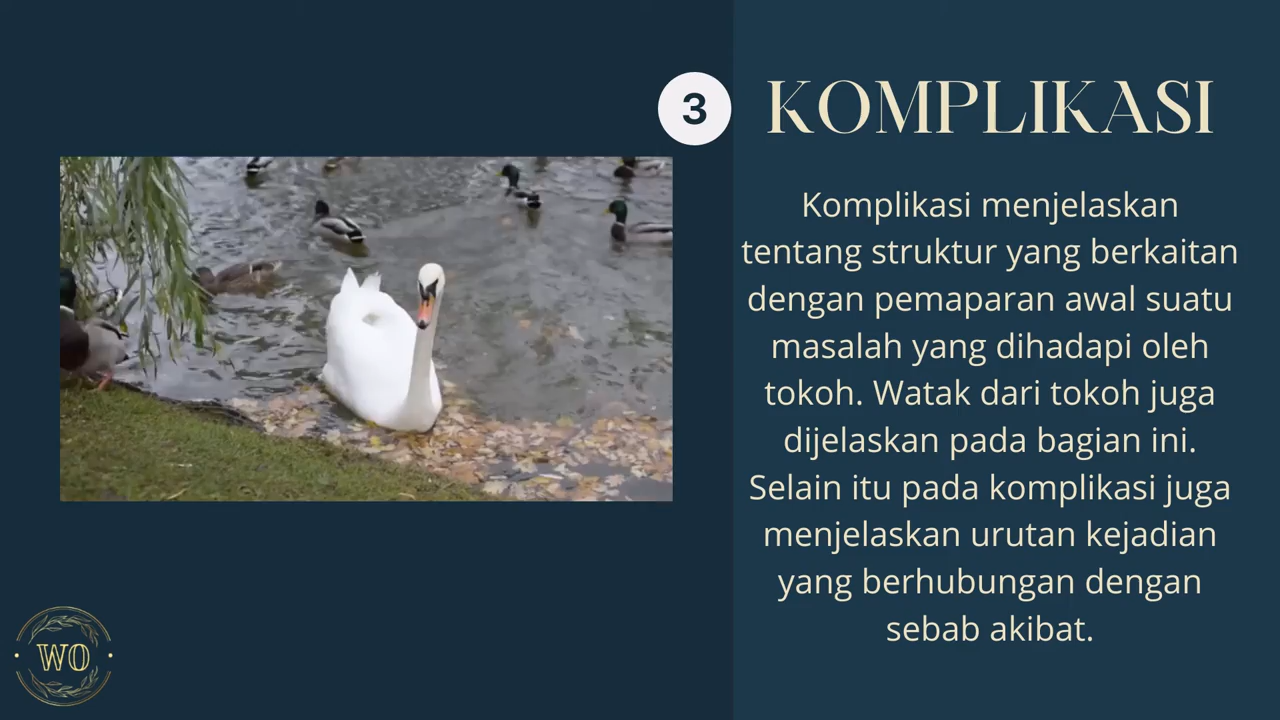 3
KOMPLIKASI
Komplikasi menjelaskan
tentang struktur yang berkaitan
dengan pemaparan awal suatu
masalah yang dihadapi oleh
tokoh. Watak dari tokoh juga
dijelaskan pada bagian ini.
Selain itu pada komplikasi juga
menjelaskan urutan kejadian
yang berhubungan dengan
sebab akibat.
WO